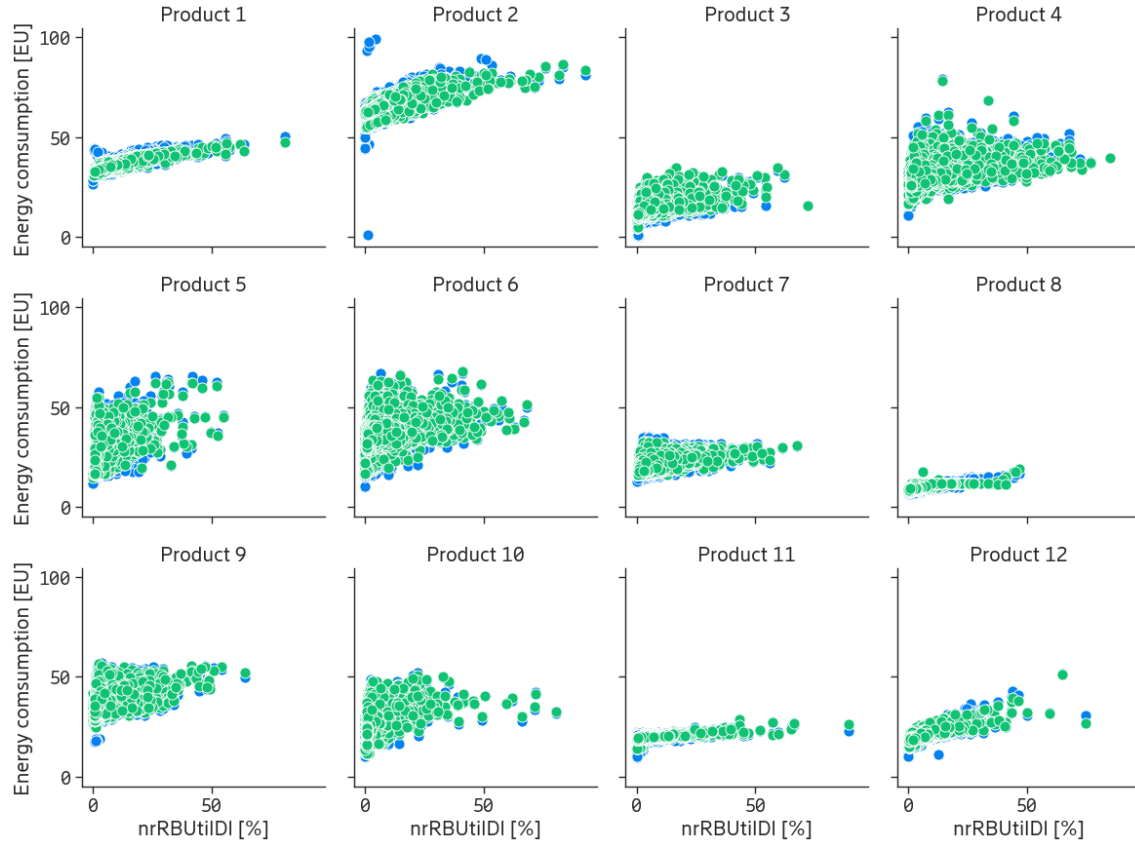 Product 1
Product 2
Product 3
Product 4
Energy comsumption [EU]
100
50
0
Product 5
Product 6
Product 7
Product 8
Energy comsumption [EU]
100
50
0
Product 9
Product 10
Product 11
Product 12
Energy comsumption [EU]
100
50
0
0 50
0 50
0 50
0 50
nrRBUtilDl [%]
nrRBUtilDl [%]
nrRBUtilDl [%]
nrRBUtilDl [%]